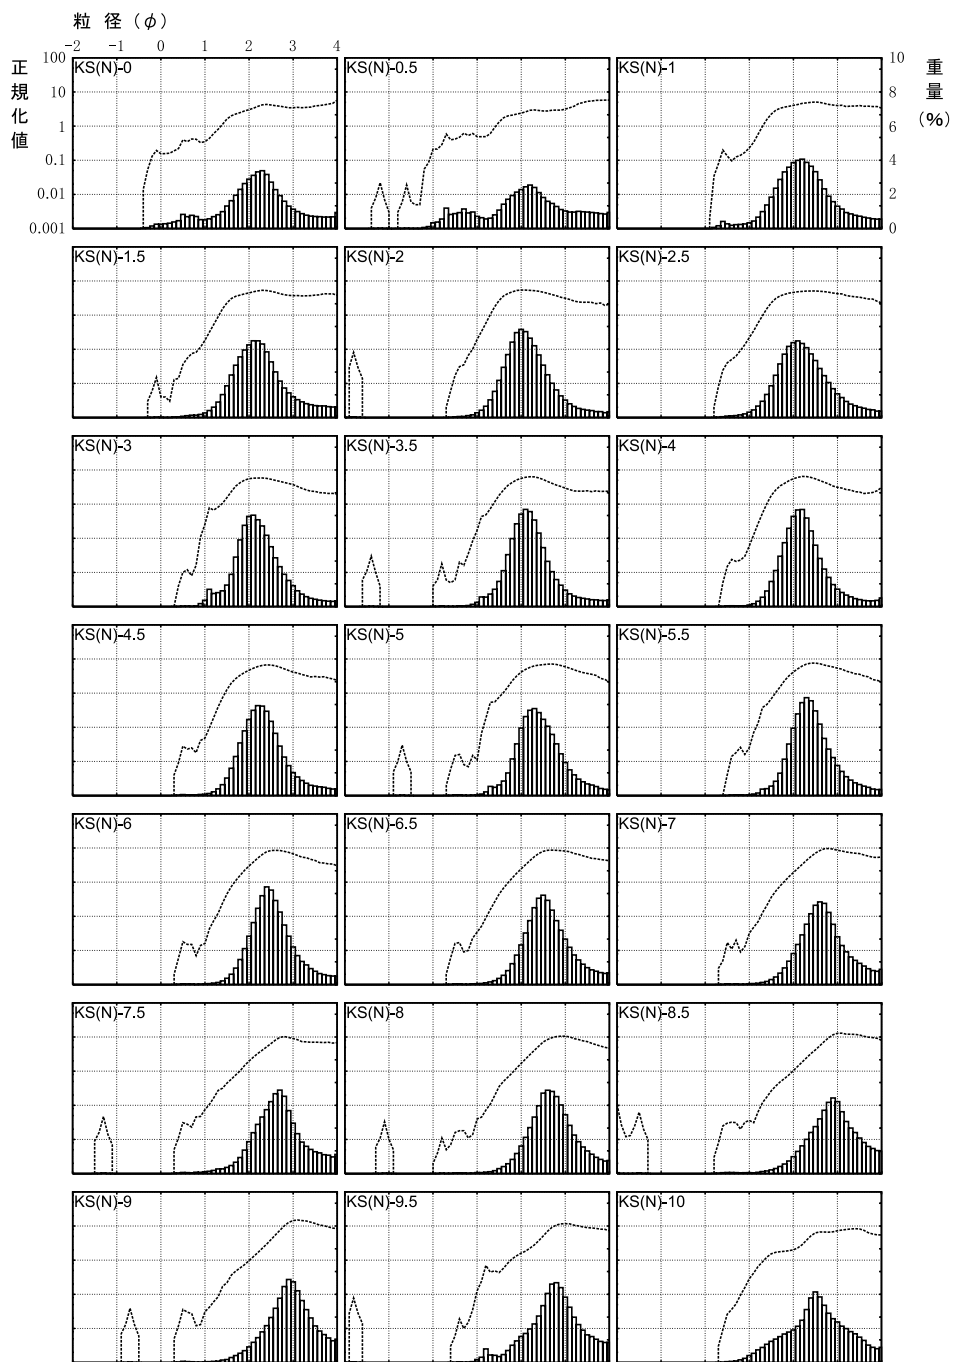 粒 径 (φ)
-2 -1 0 1 2 3 4
正規化値
重量(%)
100
10
1
0.1
0.01
0.001
10
8
6
4
2
0
KS(N)-0 KS(N)-0.5 KS(N)-1
KS(N)-1.5 KS(N)-2 KS(N)-2.5
KS(N)-3 KS(N)-3.5 KS(N)-4
KS(N)-4.5 KS(N)-5 KS(N)-5.5
KS(N)-6 KS(N)-6.5 KS(N)-7
KS(N)-7.5 KS(N)-8 KS(N)-8.5
KS(N)-9 KS(N)-9.5 KS(N)-10